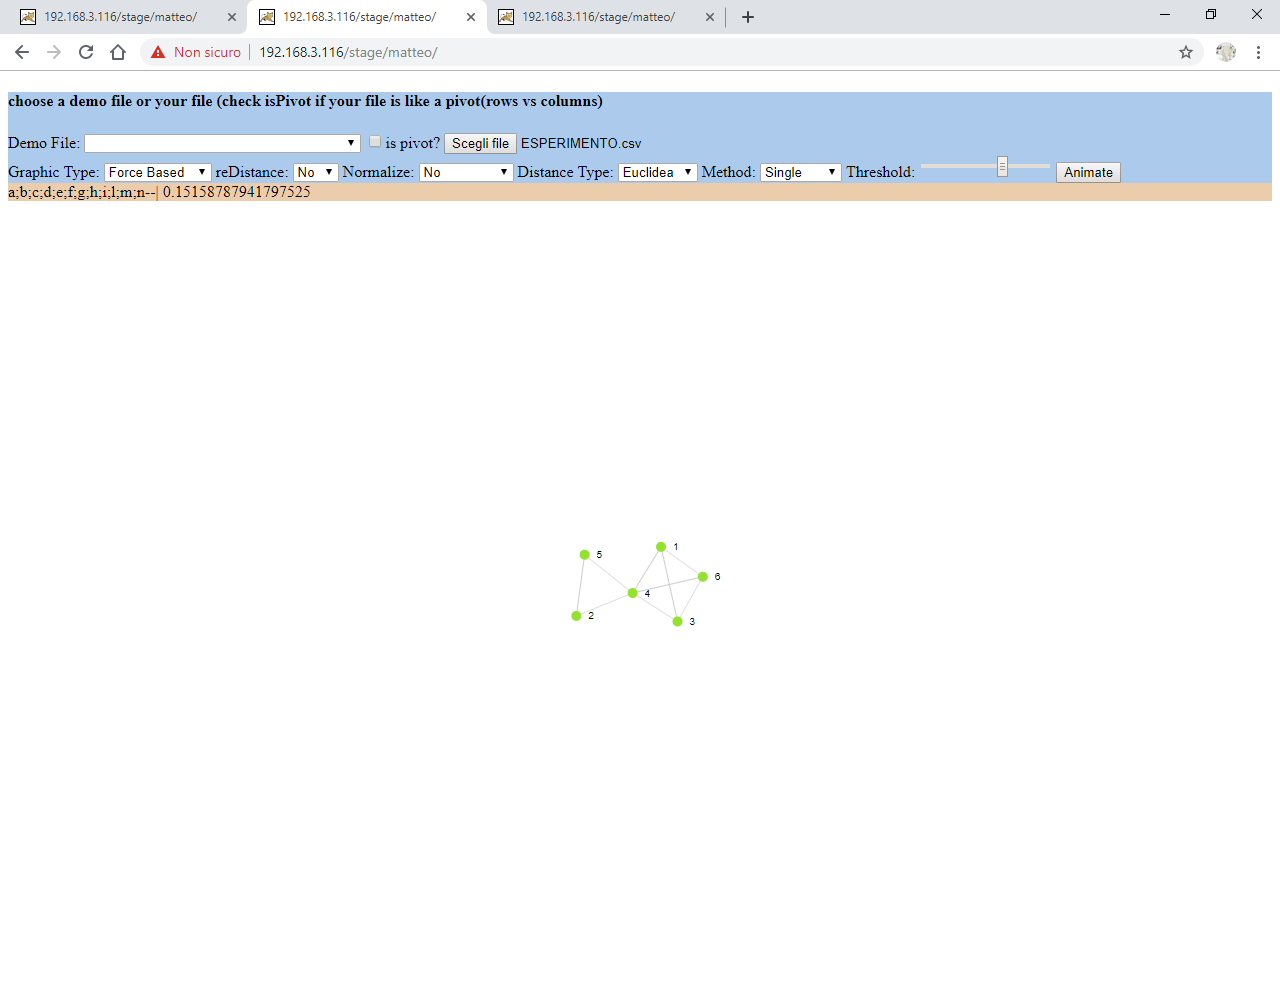 192.168.3.116/stage/matteo/
192.168.3.116/stage/matteo/
192.168.3.116/stage/matteo/
Non sicuro 192.168.3.116/stage/matteo/
choose a demo file or your file (check isPivot if your file is like a pivot(rows vs columns)
Demo File: is pivot? Scegli file ESPERIMENTO.csv
Graphic Type: Force Based reDistance: No Normalize: No Distance Type: Euclidea Method: Single Threshold: Animate
a;b;c;d;e;f;g;h;i;l;m;n--| 0.15158787941797525
1
5
6
4
2
3